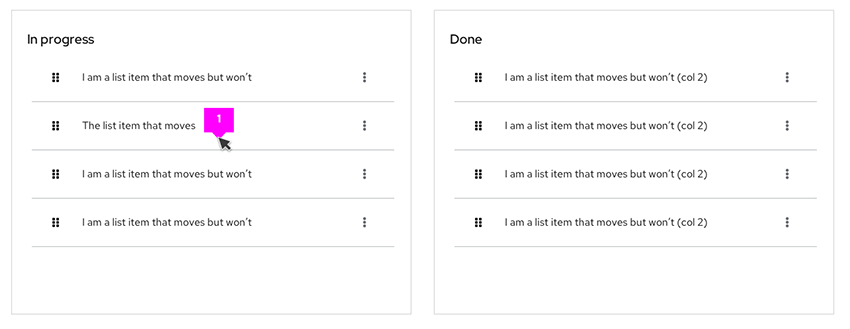 In progress
I am a list item that moves but won’t
The list item that moves
1
I am a list item that moves but won’t
I am a list item that moves but won’t
Done
I am a list item that moves but won’t (col 2)
I am a list item that moves but won’t (col 2)
I am a list item that moves but won’t (col 2)
I am a list item that moves but won’t (col 2)